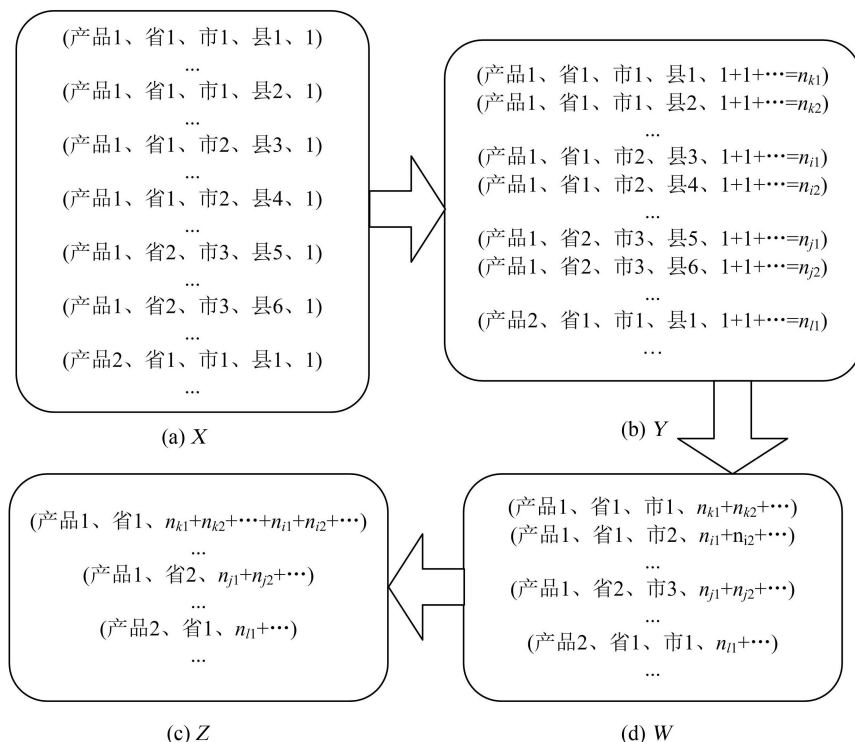 (产品1、省1、市1、县1、1)
...
(产品1、省1、市1、县2、1)
...
(产品1、省1、市2、县3、1)
...
(产品1、省1、市2、县4、1)
...
(产品1、省2、市3、县5、1)
...
(产品1、省2、市3、县6、1)
...
(产品2、省1、市1、县1、1)
...
(a) X
(产品1、省1、市1、县1、1+1+···=nk1)
(产品1、省1、市1、县2、1+1+···=nk2)
...
(产品1、省1、市2、县3、1+1+···=ni1)
(产品1、省1、市2、县4、1+1+···=ni2)
...
(产品1、省2、市3、县5、1+1+···=nj1)
(产品1、省2、市3、县6、1+1+···=nj2)
...
(产品2、省1、市1、县1、1+1+···=nl1)
...
(b) Y
(产品1、省1、nk1+nk2+···+ni1+ni2+···)
...
(产品1、省2、nj1+nj2+···)
...
(产品2、省1、nl1+···)
...
(c) Z
(产品1、省1、市1、nk1+nk2+···)
(产品1、省1、市2、ni1+ni2+···)
...
(产品1、省2、市3、nj1+nj2+···)
...
(产品2、省1、市1、nl1+···)
...
(d) W